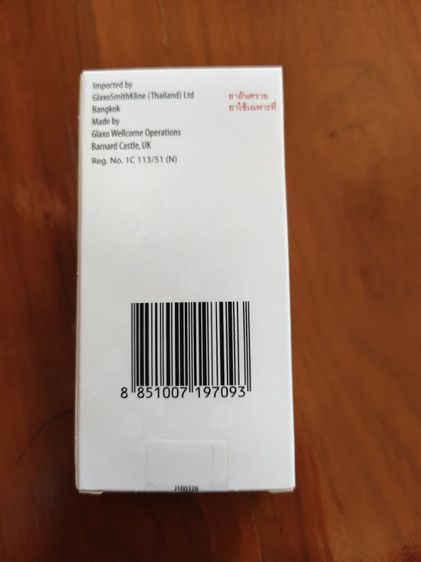 Imported by
GlaxoSmithKline (Thailand) Ltd
Bangkok
Made by
Glaxo Wellcome Operations
Barnard Castle, UK
Reg. No. 1C 113/51 (N)
ยาอันตราย
ยาใช้เฉพาะที่
8 851007 197093
J100328